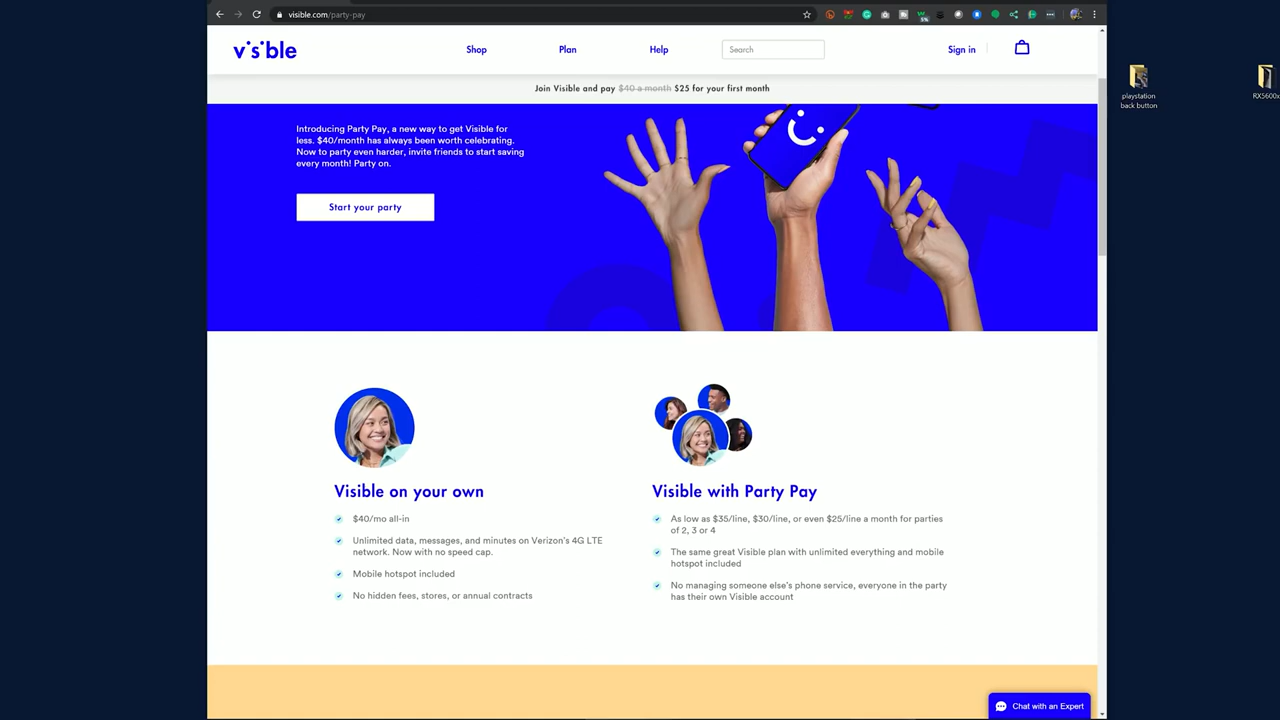 visible.com/party-pay
5%
visible
Shop
Plan
Help
Search
Sign in
Join Visible and pay $40 a month $25 for your first month
Introducing Party Pay, a new way to get Visible for
less. $40/month has always been worth celebrating.
Now to party even harder, invite friends to start saving
every month! Party on.
Start your party
Visible on your own
$40/mo all-in
Unlimited data, messages, and minutes on Verizon's 4G LTE
network. Now with no speed cap.
Mobile hotspot included
No hidden fees, stores, or annual contracts
Visible with Party Pay
As low as $35/line, $30/line, or even $25/line a month for parties
of 2, 3 or 4
The same great Visible plan with unlimited everything and mobile
hotspot included
No managing someone else's phone service, everyone in the party
has their own Visible account
Chat with an Expert
playstation
back button
RX5600x